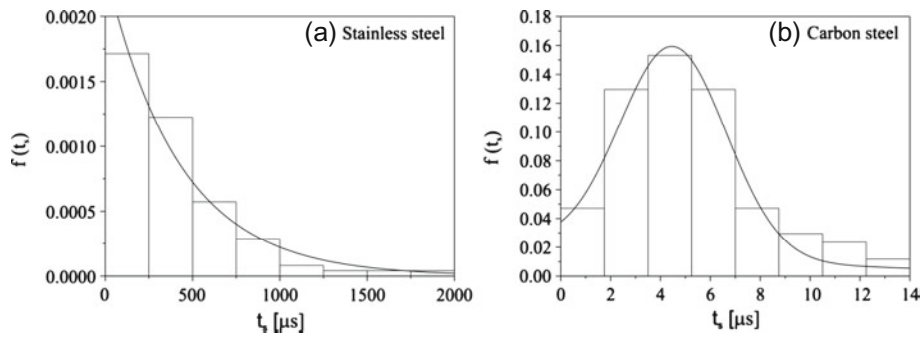 0.0020
(a) Stainless steel
0.0015
0.0010
0.0005
0.0000
f (tₛ)
0 500 1000 1500 2000
tₛ [μs]
0.18
(b) Carbon steel
0.16
0.14
0.12
0.10
0.08
0.06
0.04
0.02
0.00
f (tₛ)
0 2 4 6 8 10 12 14
tₛ [μs]